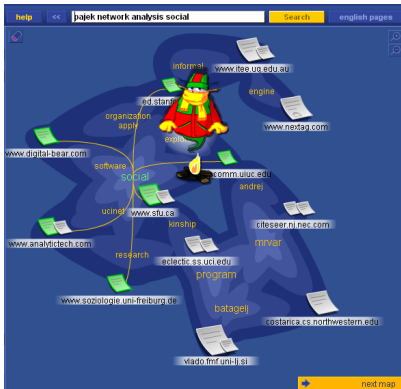 help << pajek network analysis social Search english pages
informal
www.itee.uq.edu.au
engine
ed.stanf
www.nextag.com
organization
apply
explo
www.digital-bear.com
software
social
acomm.uiuc.edu
andrej
www.sfu.ca
ucinet
kinship
citeseer.nj.nec.com
www.analytictech.com
mrvar
research
eclectic.ss.uci.edu
program
www.soziologie.uni-freiburg.de
batagelj
costarica.cs.northwestern.edu
vlado.fmf.uni-lj.si
next map